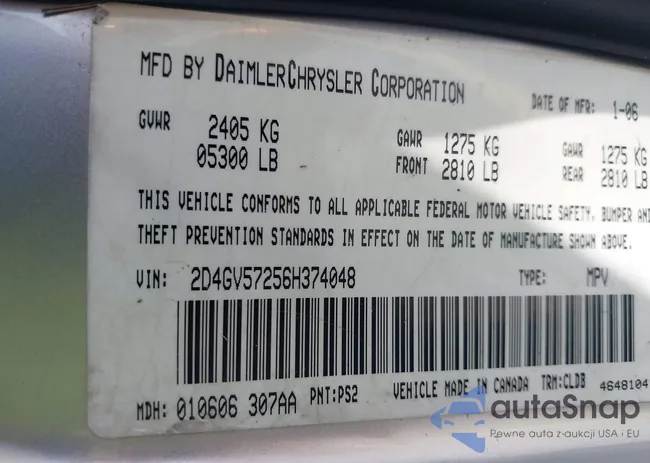 MFD BY DAIMLERCHRYSLER CORPORATION DATE OF MFR: 1-06
GVWR 2405 KG GAWR 1275 KG GAWR 1275 KG
05300 LB FRONT 2810 LB REAR 2810 LB
THIS VEHICLE CONFORMS TO ALL APPLICABLE FEDERAL MOTOR VEHICLE SAFETY, BUMPER AND
THEFT PREVENTION STANDARDS IN EFFECT ON THE DATE OF MANUFACTURE SHOWN ABOVE.
VIN: 2D4GV57256H374048 TYPE: MPV
MDH: 010606 307AA PNT:PS2 VEHICLE MADE IN CANADA TRM:CLDB 4648104
autaSnap
Pewne auta z aukcji USA i EU